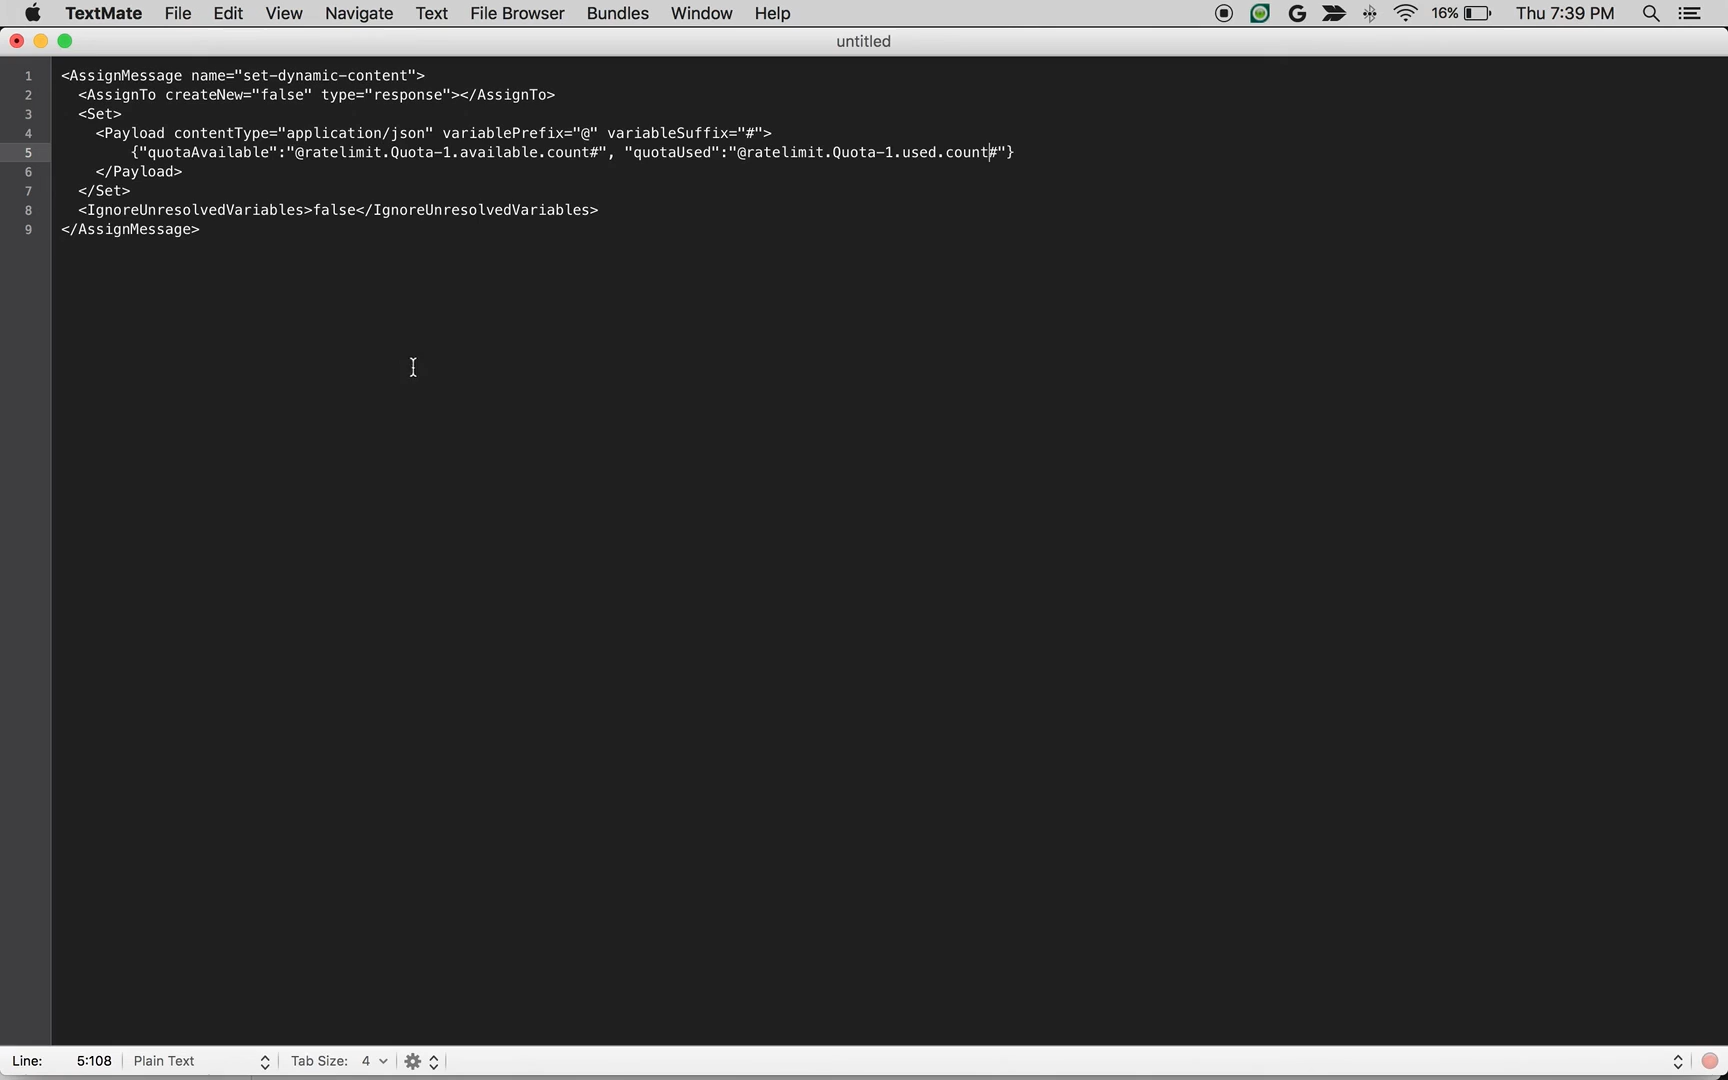 TextMate File Edit View Navigate Text File Browser Bundles Window Help 16% Thu 7:39 PM
untitled
1 <AssignMessage name="set-dynamic-content">
2 <AssignTo createNew="false" type="response"></AssignTo>
3 <Set>
4 <Payload contentType="application/json" variablePrefix="@" variableSuffix="#">
5 {"quotaAvailable":"@ratelimit.Quota-1.available.count#", "quotaUsed":"@ratelimit.Quota-1.used.count#"}
6 </Payload>
7 </Set>
8 <IgnoreUnresolvedVariables>false</IgnoreUnresolvedVariables>
9 </AssignMessage>
Line: 5:108 Plain Text Tab Size: 4